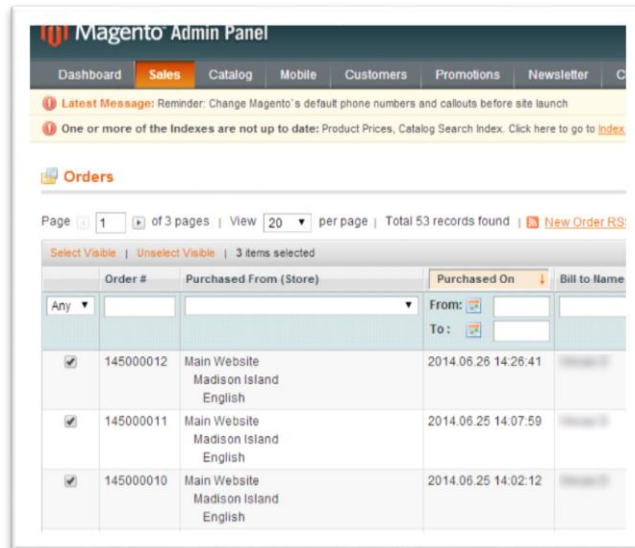 Magento Admin Panel
Dashboard Sales Catalog Mobile Customers Promotions Newsletter C
Latest Message: Reminder: Change Magento`s default phone numbers and callouts before site launch
One or more of the Indexes are not up to date: Product Prices, Catalog Search Index. Click here to go to Index
Orders
Page 1 of 3 pages | View 20 per page | Total 53 records found | New Order RSS
Select Visible | Unselect Visible | 3 items selected
Order # Purchased From (Store) Purchased On Bill to Name
Any From:
To :
145000012 Main Website 2014.06.26 14:26:41
Madison Island
English
145000011 Main Website 2014.06.25 14:07:59
Madison Island
English
145000010 Main Website 2014.06.25 14:02:12
Madison Island
English